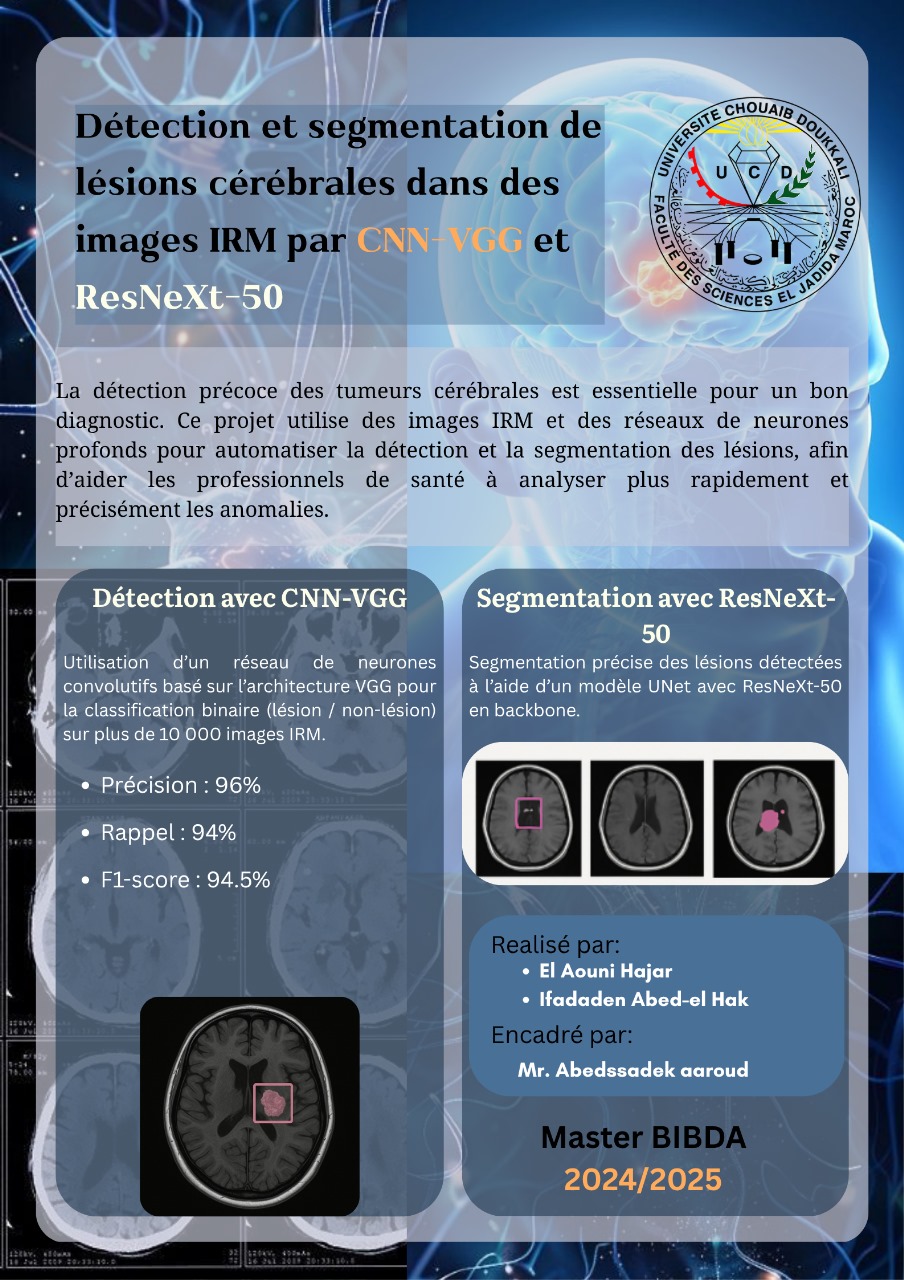 Détection et segmentation de
lésions cérébrales dans des
images IRM par CNN-VGG et
ResNeXt-50
UNIVERSITE CHOUAIB DOUKKALI
U C D
FACULTÉ DES SCIENCES EL JADIDA MAROC
La détection précoce des tumeurs cérébrales est essentielle pour un bon
diagnostic. Ce projet utilise des images IRM et des réseaux de neurones
profonds pour automatiser la détection et la segmentation des lésions, afin
d’aider les professionnels de santé à analyser plus rapidement et
précisément les anomalies.
Détection avec CNN-VGG
Utilisation d’un réseau de neurones
convolutifs basé sur l’architecture VGG pour
la classification binaire (lésion / non-lésion)
sur plus de 10 000 images IRM.
• Précision : 96%
• Rappel : 94%
• F1-score : 94.5%
Segmentation avec ResNeXt-
50
Segmentation précise des lésions détectées
à l’aide d’un modèle UNet avec ResNeXt-50
en backbone.
Realisé par:
• El Aouni Hajar
• Ifadaden Abed-el Hak
Encadré par:
Mr. Abedssadek aaroud
Master BIBDA
2024/2025